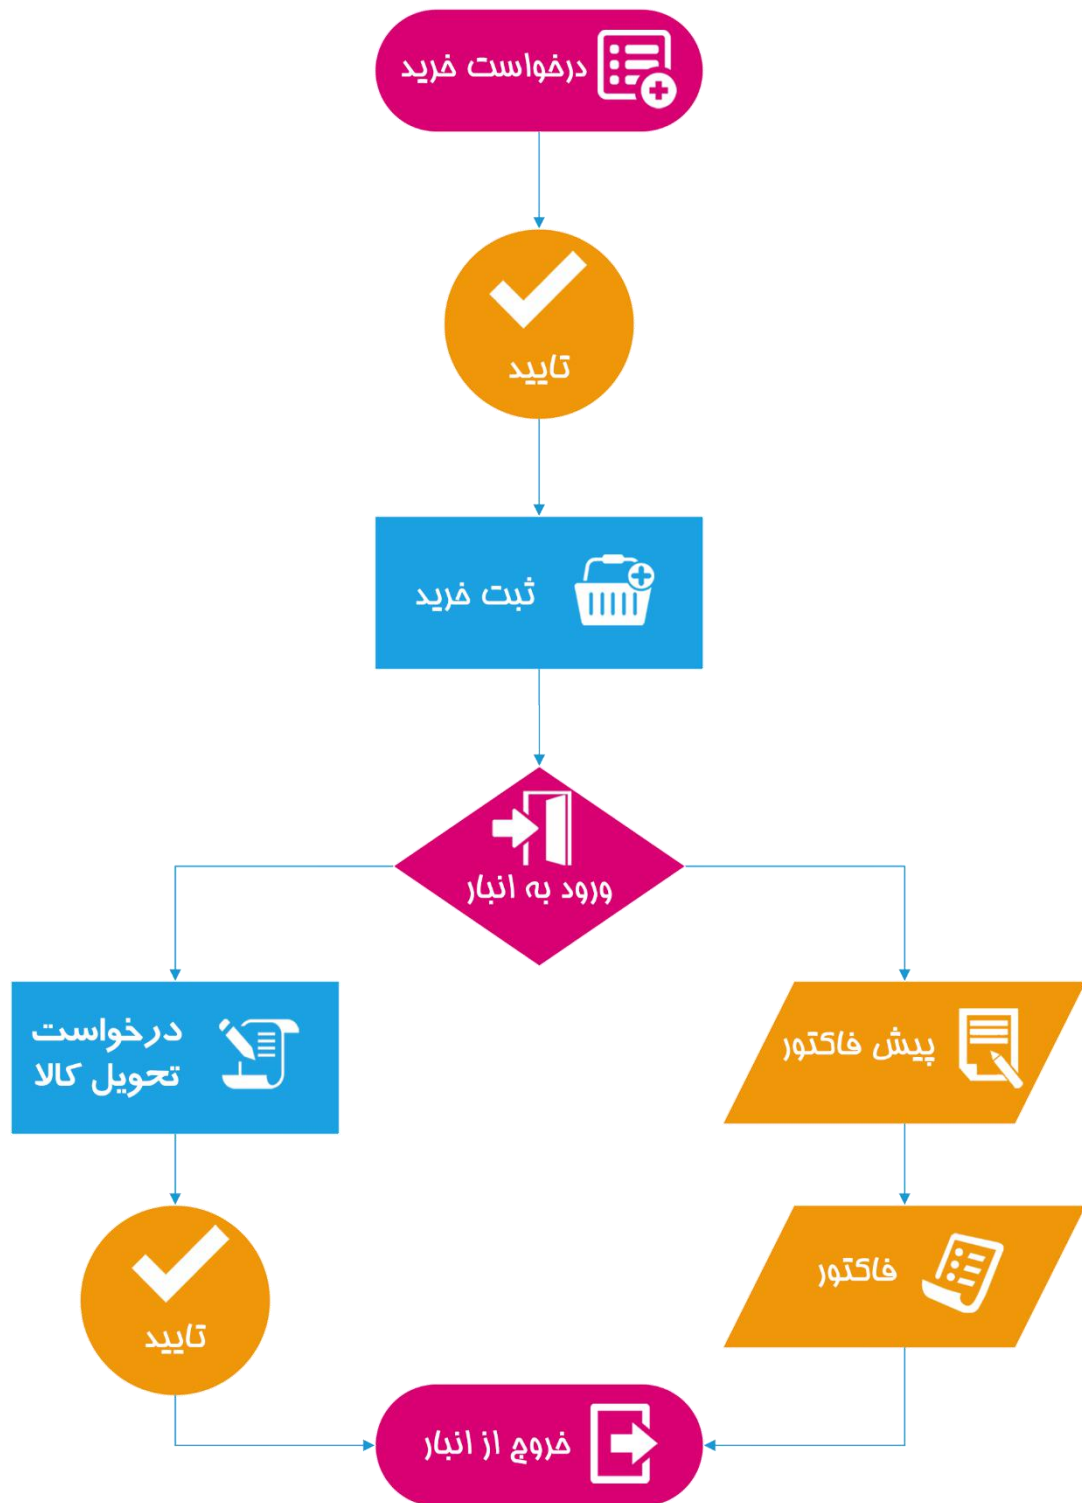 درخواست خرید
تایید
ثبت خرید
ورود به انبار
پیش فاکتور
درخواست
تحویل کالا
فاکتور
تایید
خروج از انبار